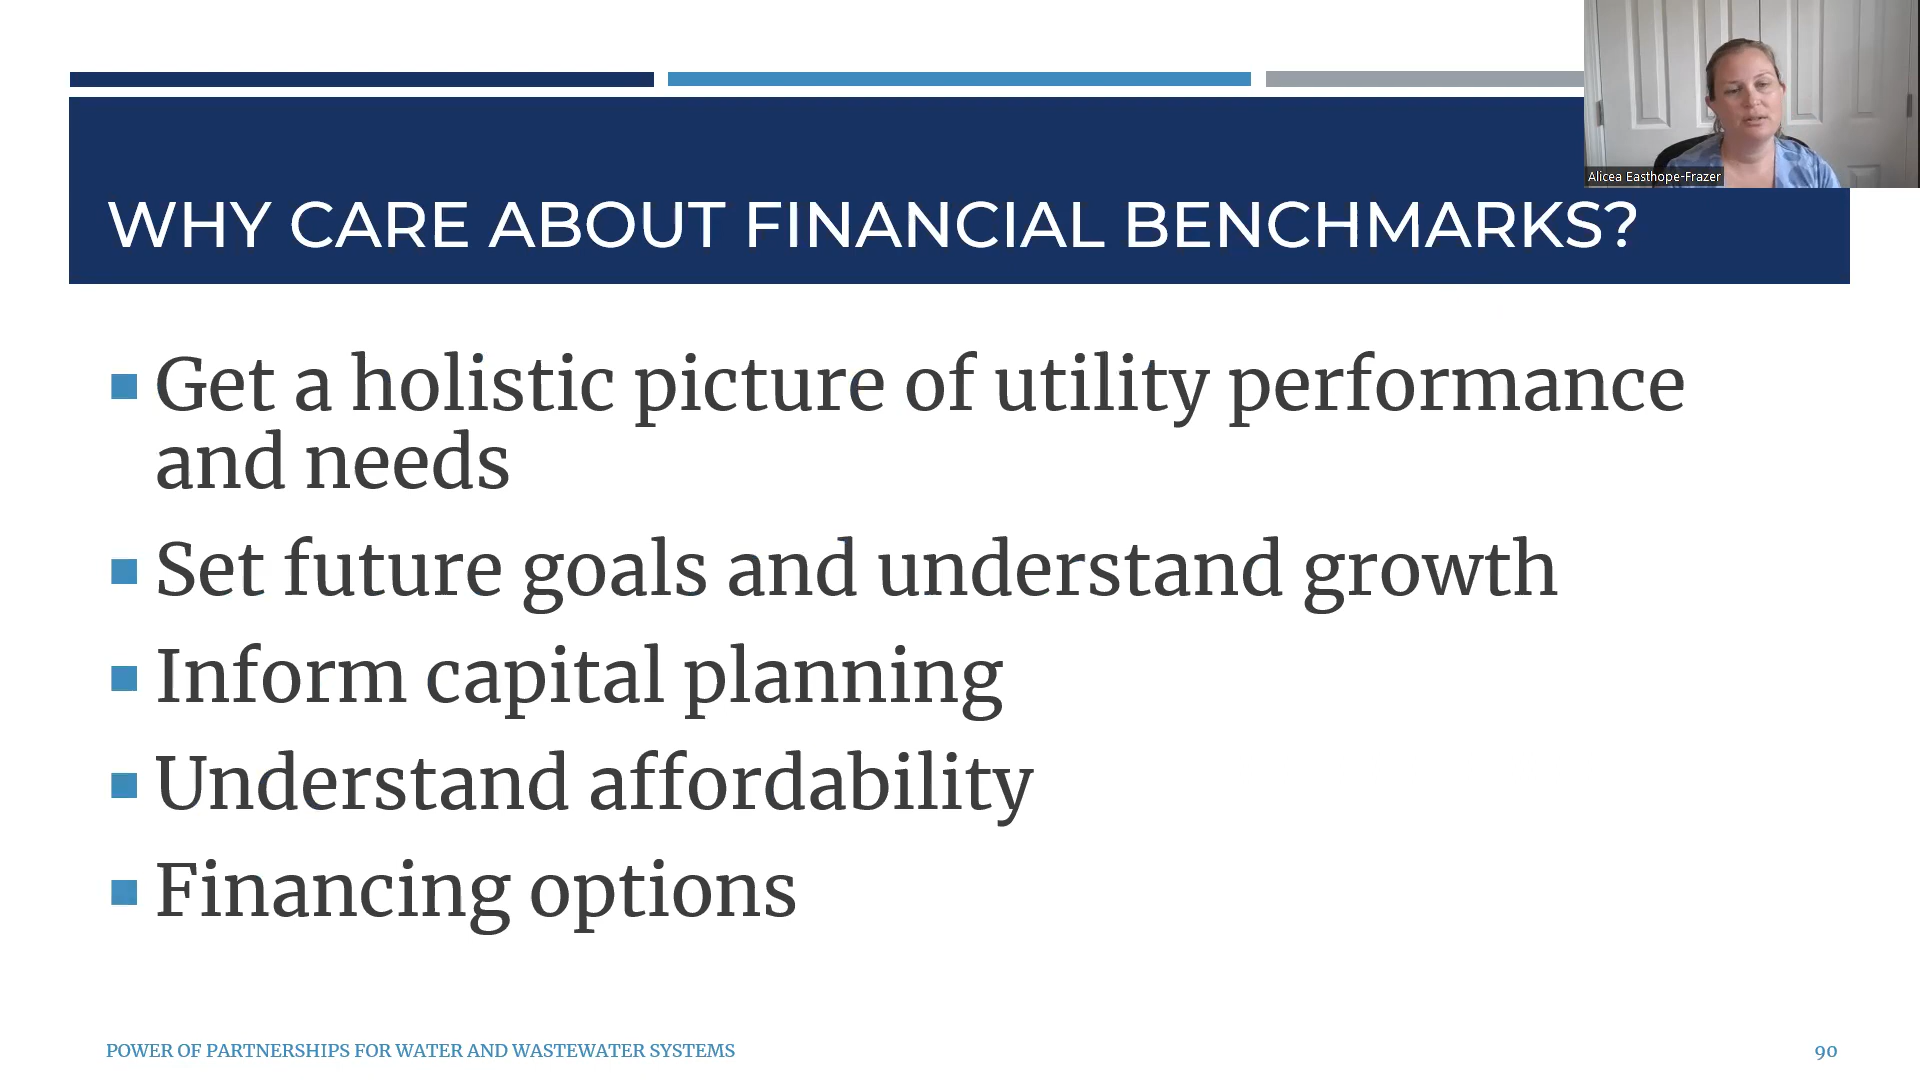 Alicea Easthope-Frazer
WHY CARE ABOUT FINANCIAL BENCHMARKS?
Get a holistic picture of utility performance
and needs
Set future goals and understand growth
Inform capital planning
Understand affordability
Financing options
POWER OF PARTNERSHIPS FOR WATER AND WASTEWATER SYSTEMS
90